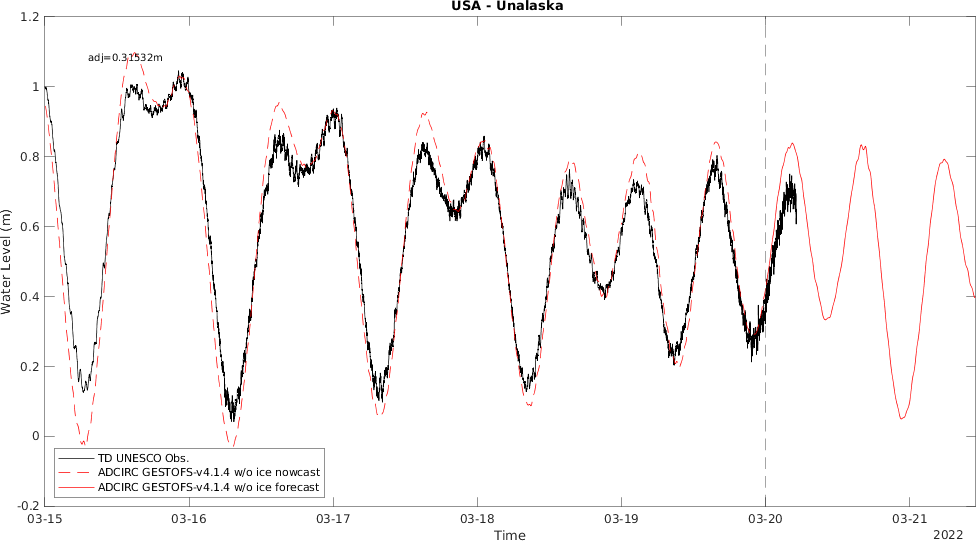 USA - Unalaska
adj=0.31532m
1.2
1
0.8
0.6
0.4
0.2
0
-0.2
Water Level (m)
TD UNESCO Obs.
ADCIRC GESTOFS-v4.1.4 w/o ice nowcast
ADCIRC GESTOFS-v4.1.4 w/o ice forecast
03-15 03-16 03-17 03-18 03-19 03-20 03-21
Time
2022